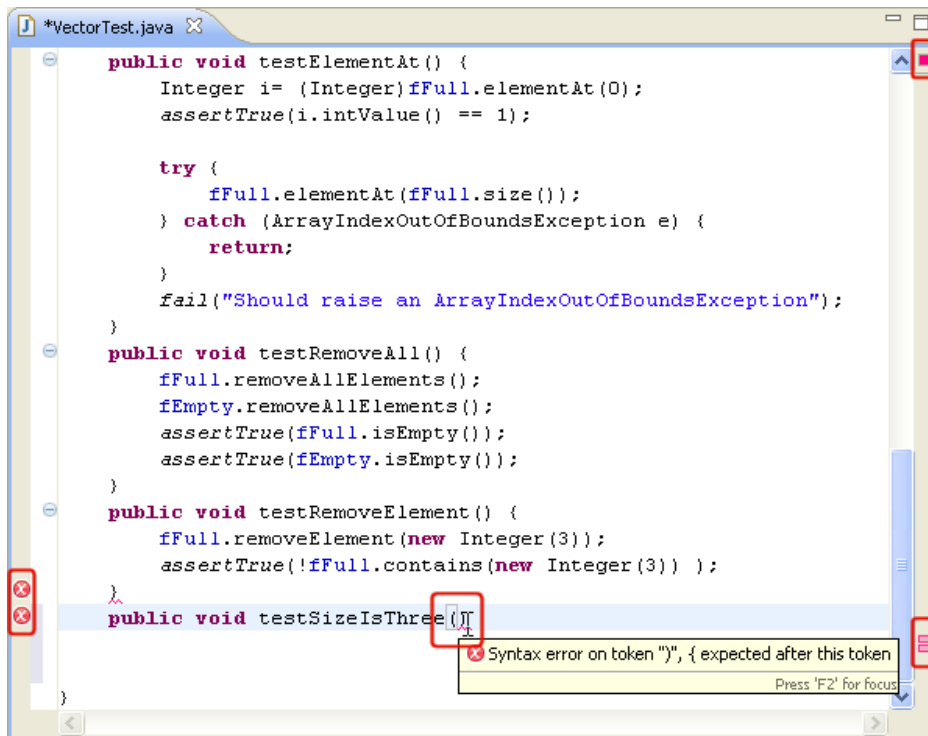 *VectorTest.java
public void testElementAt() {
Integer i= (Integer)fFull.elementAt(0);
assertTrue(i.intValue() == 1);
try {
fFull.elementAt(fFull.size());
} catch (ArrayIndexOutOfBoundsException e) {
return;
}
fail("Should raise an ArrayIndexOutOfBoundsException");
}
public void testRemoveAll() {
fFull.removeAllElements();
fEmpty.removeAllElements();
assertTrue(fFull.isEmpty());
assertTrue(fEmpty.isEmpty());
}
public void testRemoveElement() {
fFull.removeElement(new Integer(3));
assertTrue(!fFull.contains(new Integer(3)) );
}
public void testSizeIsThree()
Syntax error on token ")", { expected after this token
Press 'F2' for focus
}